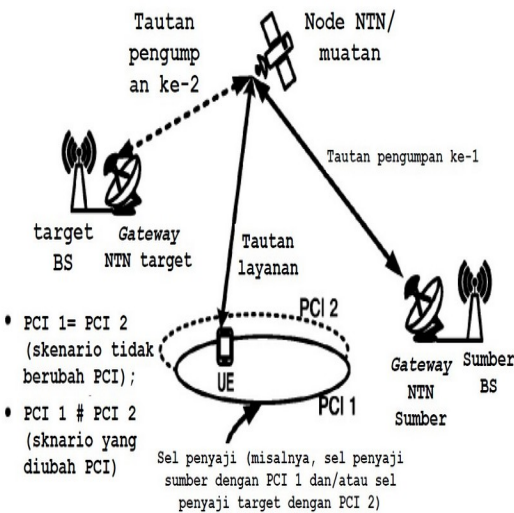 Tautan
pengump
an ke-2
Node NTN/
muatan
Tautan pengumpan ke-1
target
BS
Gateway
NTN target
Tautan
layanan
PCI 2
UE
PCI 1
Gateway
NTN
Sumber
Sumber
BS
• PCI 1= PCI 2
(skenario tidak
berubah PCI);
• PCI 1 # PCI 2
(sknario yang
diubah PCI)
Sel penyaji (misalnya, sel penyaji
sumber dengan PCI 1 dan/atau sel
penyaji target dengan PCI 2)